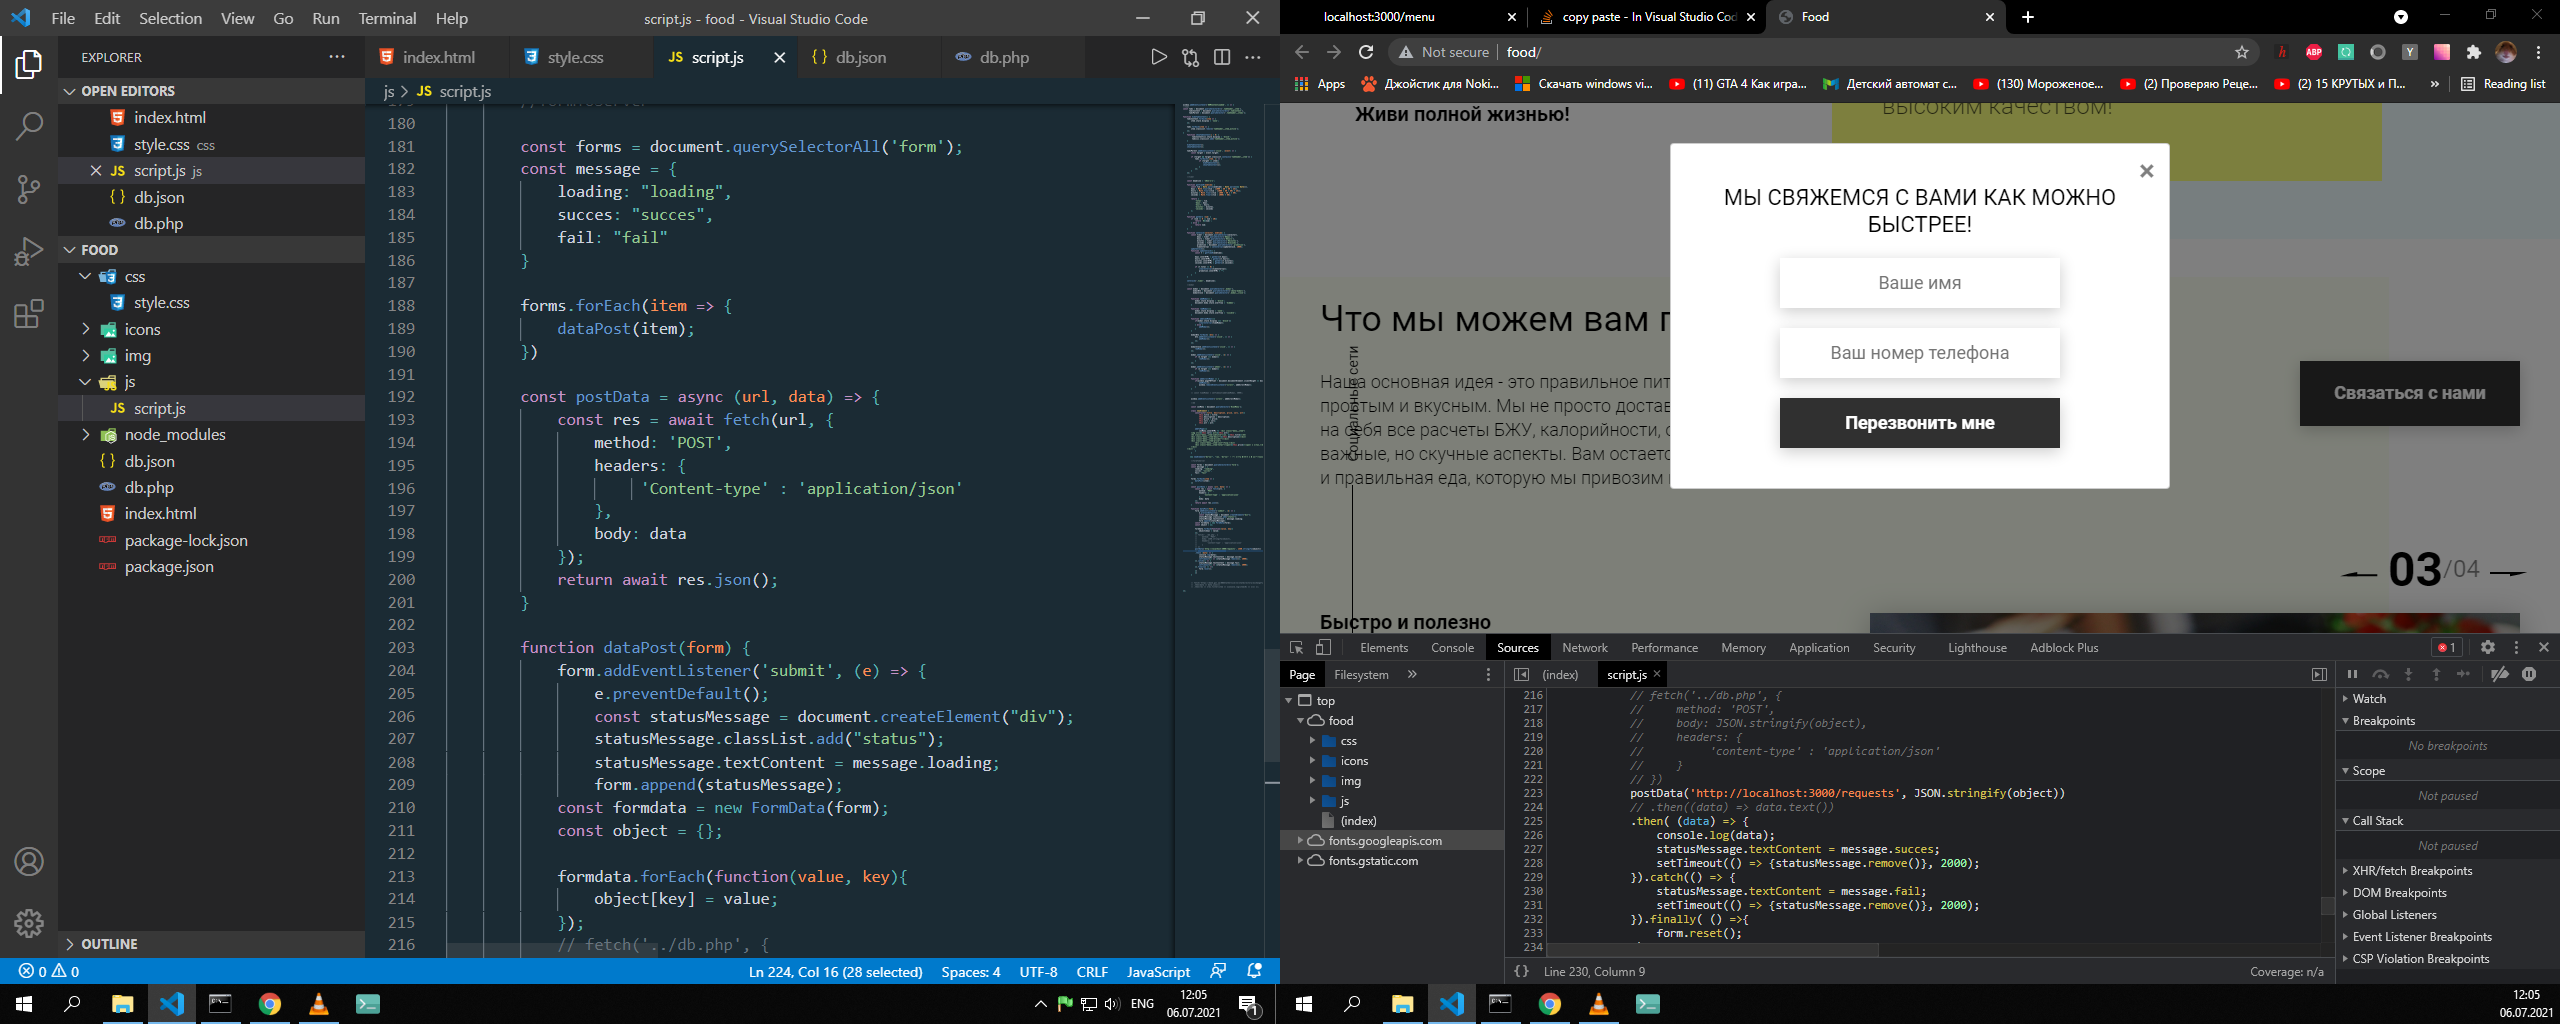 File Edit Selection View Go Run Terminal Help
script.js - food - Visual Studio Code
EXPLORER
OPEN EDITORS
index.html
style.css css
script.js js
db.json
db.php
FOOD
css
style.css
icons
img
js
script.js
node_modules
db.json
db.php
index.html
package-lock.json
package.json
OUTLINE
index.html
style.css
script.js
db.json
db.php
js > script.js
180
181 const forms = document.querySelectorAll('form');
182 const message = {
183 loading: "loading",
184 succes: "succes",
185 fail: "fail"
186 }
187
188 forms.forEach(item => {
189 dataPost(item);
190 })
191
192 const postData = async (url, data) => {
193 const res = await fetch(url, {
194 method: 'POST',
195 headers: {
196 'Content-type' : 'application/json'
197 },
198 body: data
199 });
200 return await res.json();
201 }
202
203 function dataPost(form) {
204 form.addEventListener('submit', (e) => {
205 e.preventDefault();
206 const statusMessage = document.createElement("div");
207 statusMessage.classList.add("status");
208 statusMessage.textContent = message.loading;
209 form.append(statusMessage);
210 const formdata = new FormData(form);
211 const object = {};
212
213 formdata.forEach(function(value, key){
214 object[key] = value;
215 });
216 // fetch('../db.php', {
0 0
Ln 224, Col 16 (28 selected) Spaces: 4 UTF-8 CRLF JavaScript
ENG
12:05
06.07.2021
1
localhost:3000/menu
copy paste - In Visual Studio Cod
Food
Not secure | food/
ABP
Y
Apps
Джойстик для Noki...
Скачать windows vi...
(11) GTA 4 Как игра...
Детский автомат с...
(130) Мороженое...
(2) Проверяю Реце...
(2) 15 КРУТЫХ и П...
»
Reading list
Живи полной жизнью!
высоким качеством!
МЫ СВЯЖЕМСЯ С ВАМИ КАК МОЖНО
БЫСТРЕЕ!
Ваше имя
Ваш номер телефона
Перезвонить мне
Что мы можем вам
Социальные сети
Наша основная идея - это правильное
простым и вкусным. Мы не просто
на себя все расчеты БЖУ, калорийности,
важные, но скучные аспекты. Вам
и правильная еда, которую мы привозим
Связаться с нами
03/04
Быстро и полезно
Elements Console Sources Network Performance Memory Application Security Lighthouse Adblock Plus
1
Page Filesystem »
(index)
script.js
top
food
css
icons
img
js
(index)
fonts.googleapis.com
fonts.gstatic.com
216 // fetch('../db.php', {
217 // method: 'POST',
218 // body: JSON.stringify(object),
219 // headers: {
220 // 'content-type' : 'application/json'
221 // }
222 // })
223 postData('http://localhost:3000/requests', JSON.stringify(object))
224 // .then((data) => data.text())
225 .then( (data) => {
226 console.log(data);
227 statusMessage.textContent = message.succes;
228 setTimeout(() => {statusMessage.remove()}, 2000);
229 }).catch(() => {
230 statusMessage.textContent = message.fail;
231 setTimeout(() => {statusMessage.remove()}, 2000);
232 }).finally( () =>{
233 form.reset();
234
{} Line 230, Column 9
Coverage: n/a
Watch
Breakpoints
No breakpoints
Scope
Not paused
Call Stack
Not paused
XHR/fetch Breakpoints
DOM Breakpoints
Global Listeners
Event Listener Breakpoints
CSP Violation Breakpoints
12:05
06.07.2021